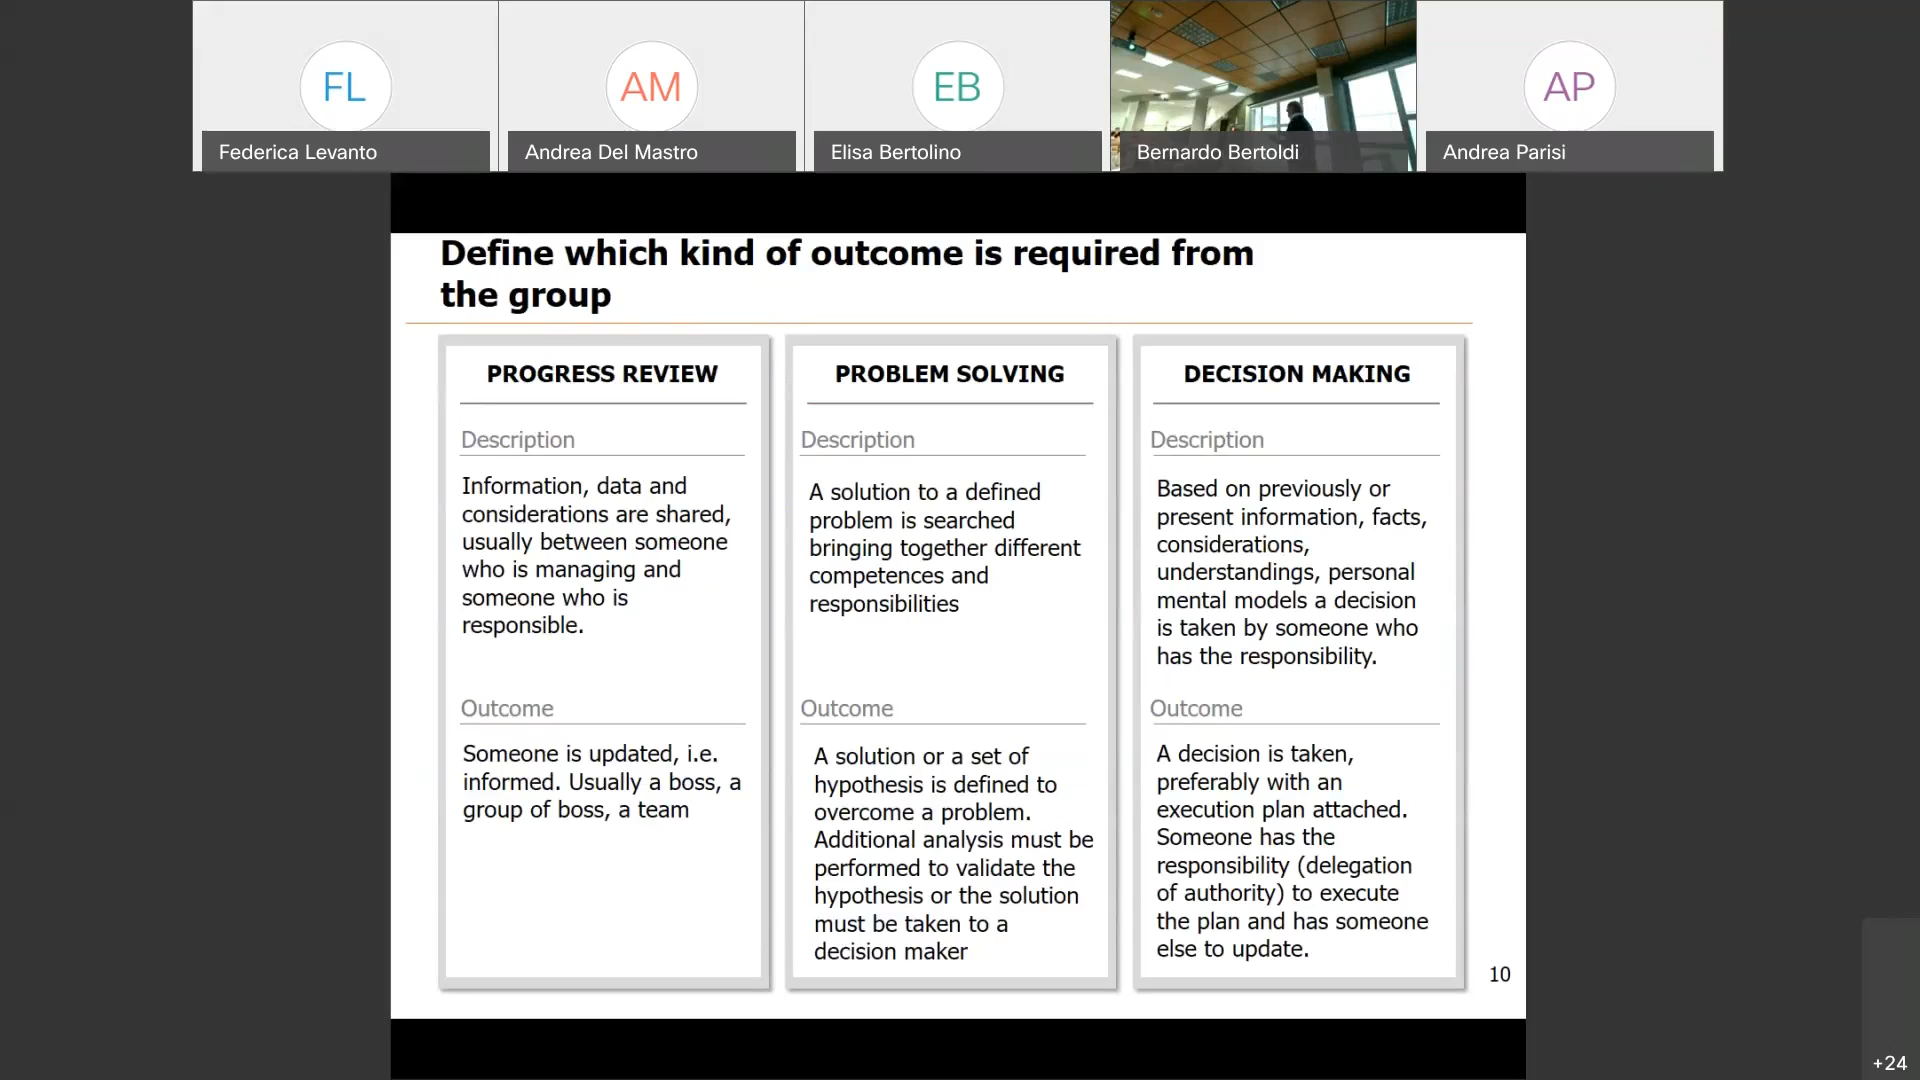 FL
Federica Levanto
AM
Andrea Del Mastro
EB
Elisa Bertolino
Bernardo Bertoldi
AP
Andrea Parisi
Define which kind of outcome is required from
the group
PROGRESS REVIEW
Description
Information, data and
considerations are shared,
usually between someone
who is managing and
someone who is
responsible.
Outcome
Someone is updated, i.e.
informed. Usually a boss, a
group of boss, a team
PROBLEM SOLVING
Description
A solution to a defined
problem is searched
bringing together different
competences and
responsibilities
Outcome
A solution or a set of
hypothesis is defined to
overcome a problem.
Additional analysis must be
performed to validate the
hypothesis or the solution
must be taken to a
decision maker
DECISION MAKING
Description
Based on previously or
present information, facts,
considerations,
understandings, personal
mental models a decision
is taken by someone who
has the responsibility.
Outcome
A decision is taken,
preferably with an
execution plan attached.
Someone has the
responsibility (delegation
of authority) to execute
the plan and has someone
else to update.
10
+24